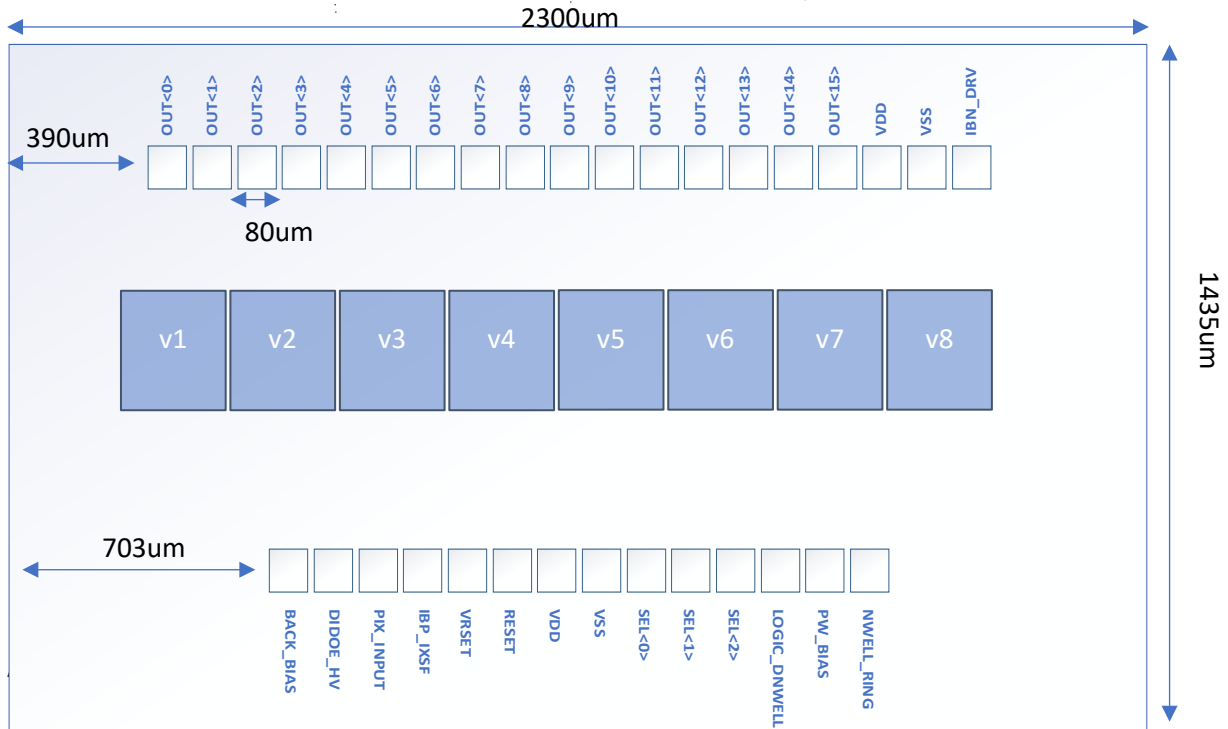 2300um
OUT<0>
OUT<1>
OUT<2>
OUT<3>
OUT<4>
OUT<5>
OUT<6>
OUT<7>
OUT<8>
OUT<9>
OUT<10>
OUT<11>
OUT<12>
OUT<13>
OUT<14>
OUT<15>
VDD
VSS
IBN_DRV
390um
80um
1435um
v1
v2
v3
v4
v5
v6
v7
v8
703um
BACK_BIAS
DIDOE_HV
PIX_INPUT
IBP_IXSF
VRSET
RESET
VDD
VSS
SEL<0>
SEL<1>
SEL<2>
LOGIC_DNWELL
PW_BIAS
NWELL_RING